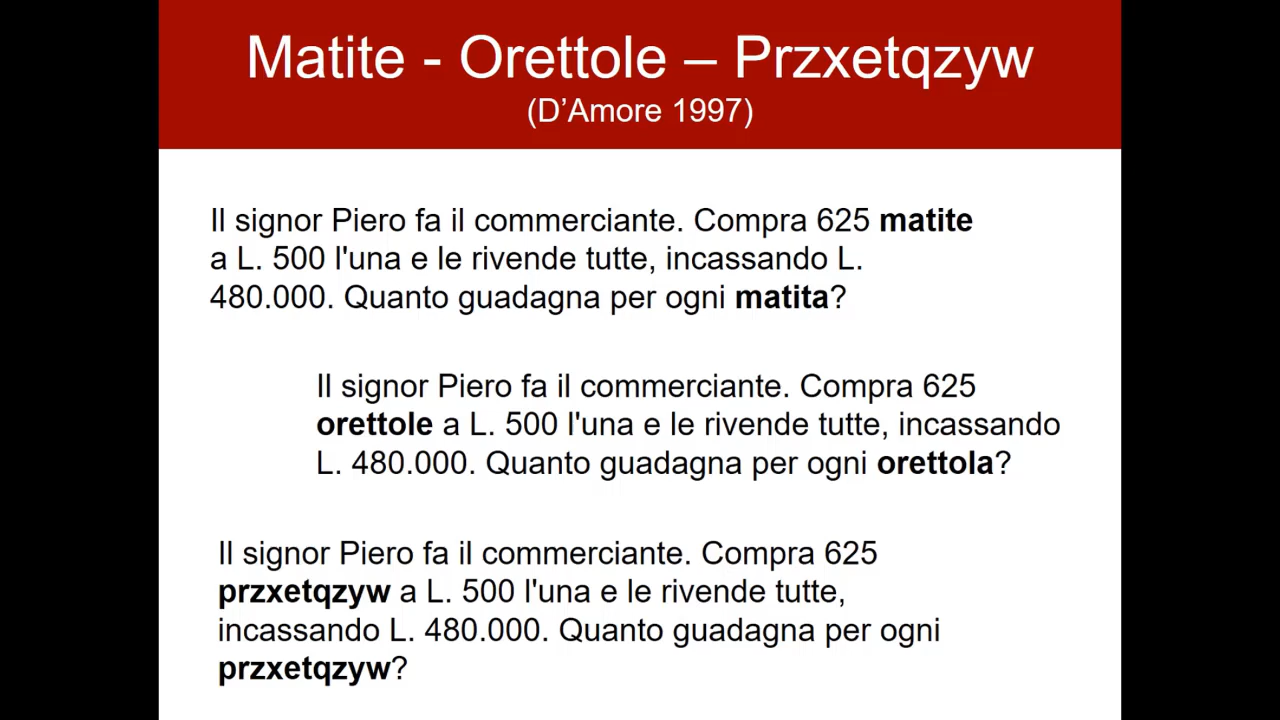 Matite - Orettole – Przxetqzyw
(D’Amore 1997)
Il signor Piero fa il commerciante. Compra 625 matite
a L. 500 l'una e le rivende tutte, incassando L.
480.000. Quanto guadagna per ogni matita?
Il signor Piero fa il commerciante. Compra 625
orettole a L. 500 l'una e le rivende tutte, incassando
L. 480.000. Quanto guadagna per ogni orettola?
Il signor Piero fa il commerciante. Compra 625
przxetqzyw a L. 500 l'una e le rivende tutte,
incassando L. 480.000. Quanto guadagna per ogni
przxetqzyw?